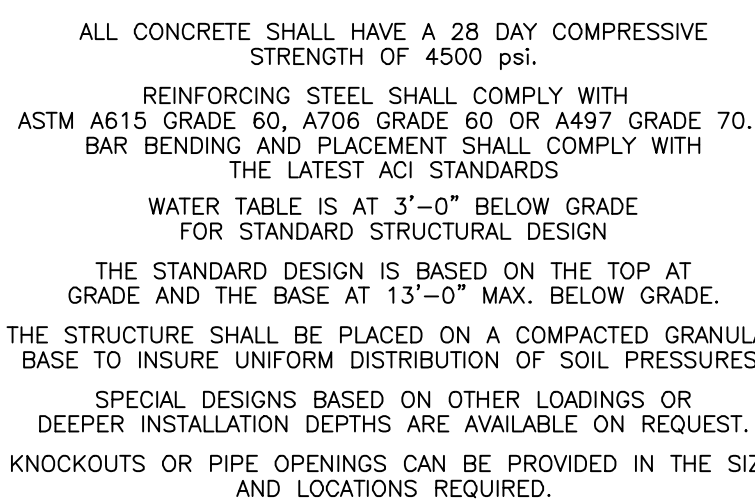 ALL CONCRETE SHALL HAVE A 28 DAY COMPRESSIVE
STRENGTH OF 4500 psi.
REINFORCING STEEL SHALL COMPLY WITH
ASTM A615 GRADE 60, A706 GRADE 60 OR A497 GRADE 70.
BAR BENDING AND PLACEMENT SHALL COMPLY WITH
THE LATEST ACI STANDARDS
WATER TABLE IS AT 3'–0" BELOW GRADE
FOR STANDARD STRUCTURAL DESIGN
THE STANDARD DESIGN IS BASED ON THE TOP AT
GRADE AND THE BASE AT 13'–0" MAX. BELOW GRADE.
THE STRUCTURE SHALL BE PLACED ON A COMPACTED
BASE TO INSURE UNIFORM DISTRIBUTION OF SOIL PRESSURES
SPECIAL DESIGNS BASED ON OTHER LOADINGS OR
DEEPER INSTALLATION DEPTHS ARE AVAILABLE ON REQUEST.
KNOCKOUTS OR PIPE OPENINGS CAN BE PROVIDED IN THE
AND LOCATIONS REQUIRED.